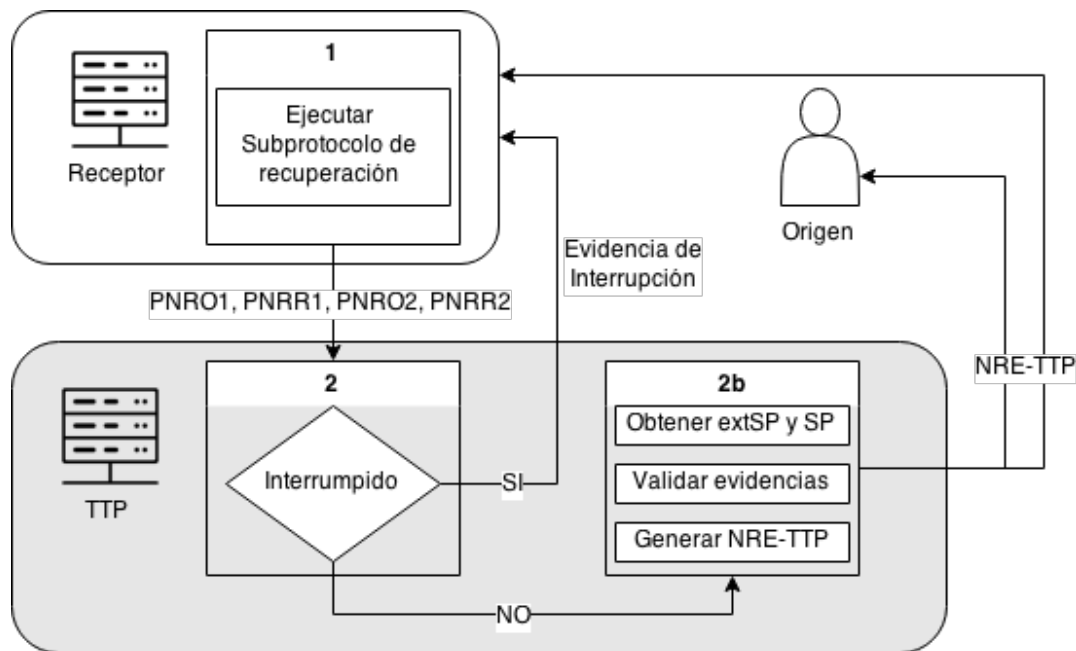 1
Ejecutar
Subprotocolo de
recuperación
Receptor
Origen
Evidencia de
Interrupción
PNRO1, PNRR1, PNRO2, PNRR2
NRE-TTP
2
Interrumpido
SI
NO
TTP
2b
Obtener extSP y SP
Validar evidencias
Generar NRE-TTP